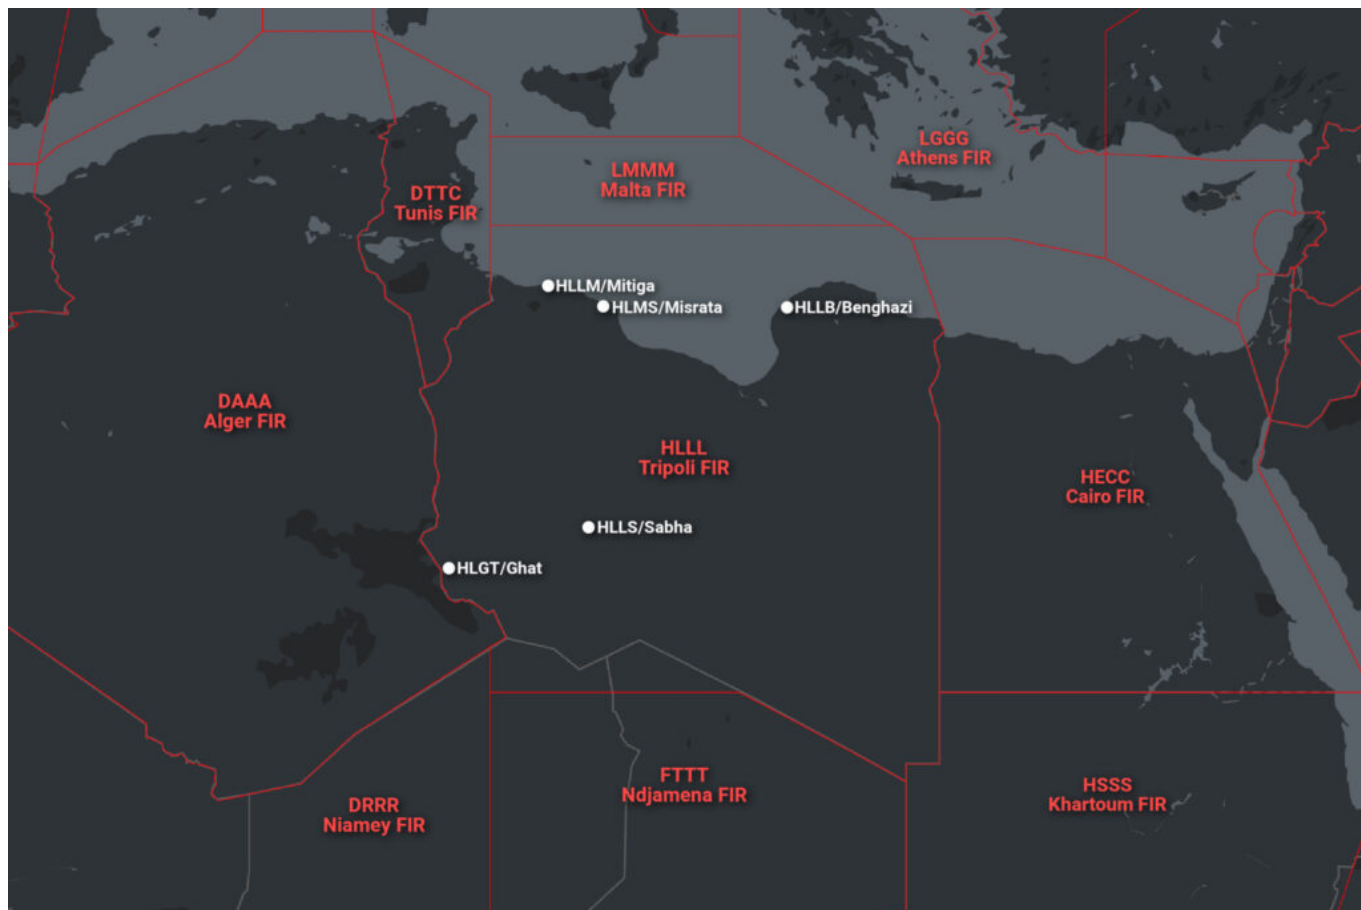 LGGG
Athens FIR
LMMM
Malta FIR
DTTC
Tunis FIR
HLLM/Mitiga
HLMS/Misrata
HLLB/Benghazi
DAAA
Alger FIR
HLLL
Tripoli FIR
HECC
Cairo FIR
HLLS/Sabha
HLGT/Ghat
FTTT
Ndjamena FIR
HSSS
Khartoum FIR
DRRR
Niamey FIR